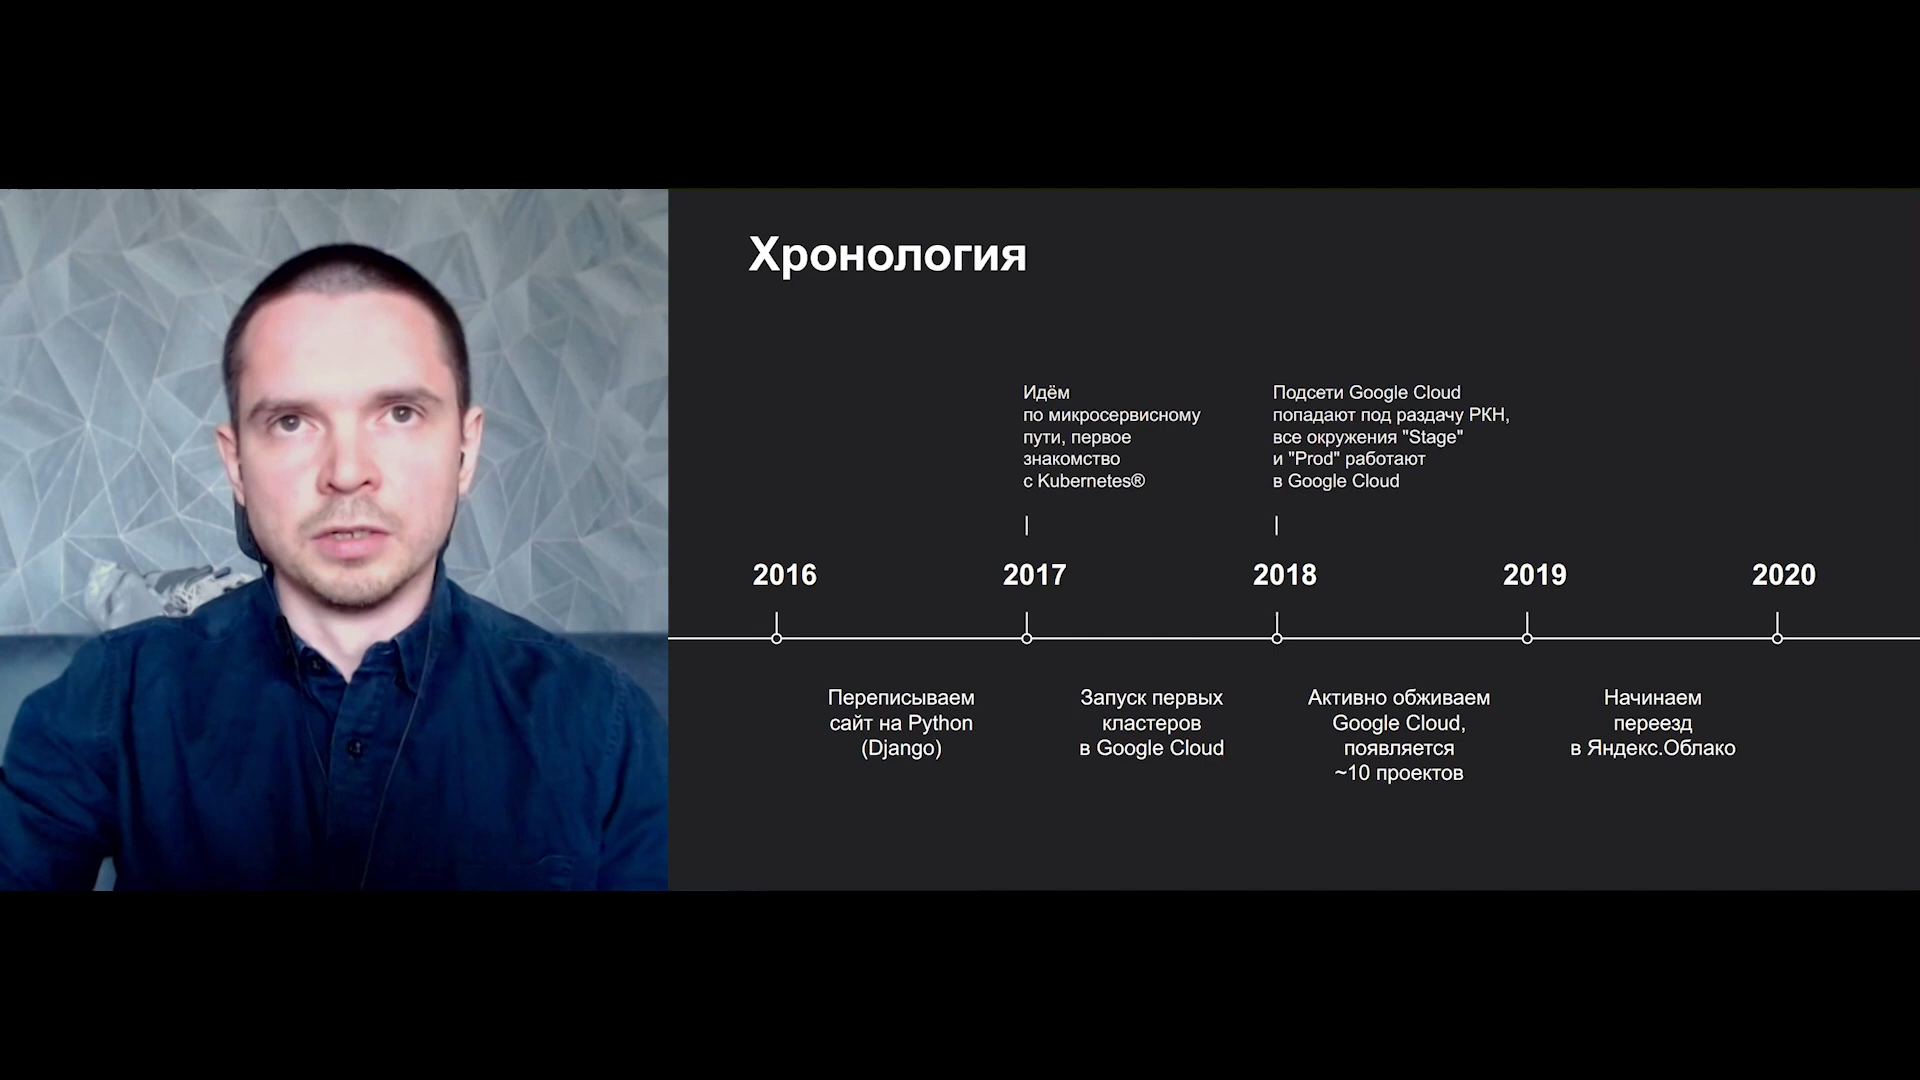 Хронология
Идём
по микросервисному
пути, первое
знакомство
с Kubernetes®
Подсети Google Cloud
попадают под раздачу РКН,
все окружения "Stage"
и "Prod" работают
в Google Cloud
2016
2017
2018
2019
2020
Переписываем
сайт на Python
(Django)
Запуск первых
кластеров
в Google Cloud
Активно обживаем
Google Cloud,
появляется
~10 проектов
Начинаем
переезд
в Яндекс.Облако